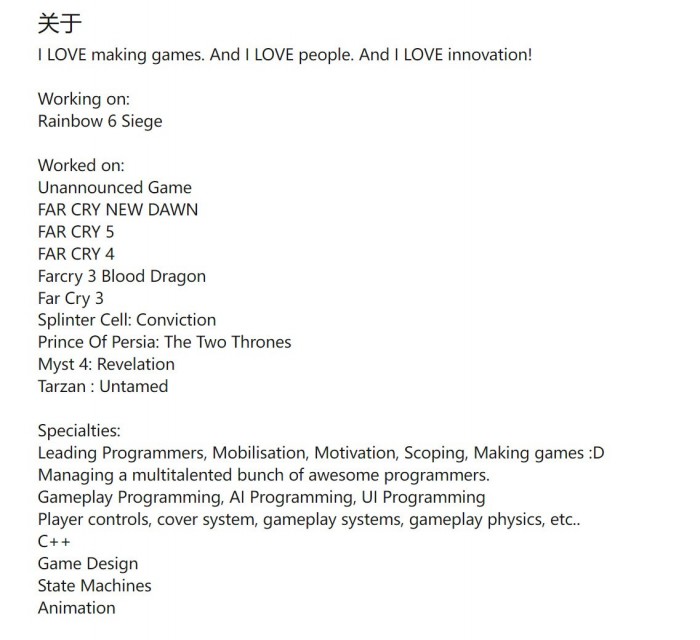 关于
I LOVE making games. And I LOVE people. And I LOVE innovation!
Working on:
Rainbow 6 Siege
Worked on:
Unannounced Game
FAR CRY NEW DAWN
FAR CRY 5
FAR CRY 4
Farcry 3 Blood Dragon
Far Cry 3
Splinter Cell: Conviction
Prince Of Persia: The Two Thrones
Myst 4: Revelation
Tarzan : Untamed
Specialties:
Leading Programmers, Mobilisation, Motivation, Scoping, Making games :D
Managing a multitalented bunch of awesome programmers.
Gameplay Programming, AI Programming, UI Programming
Player controls, cover system, gameplay systems, gameplay physics, etc..
C++
Game Design
State Machines
Animation